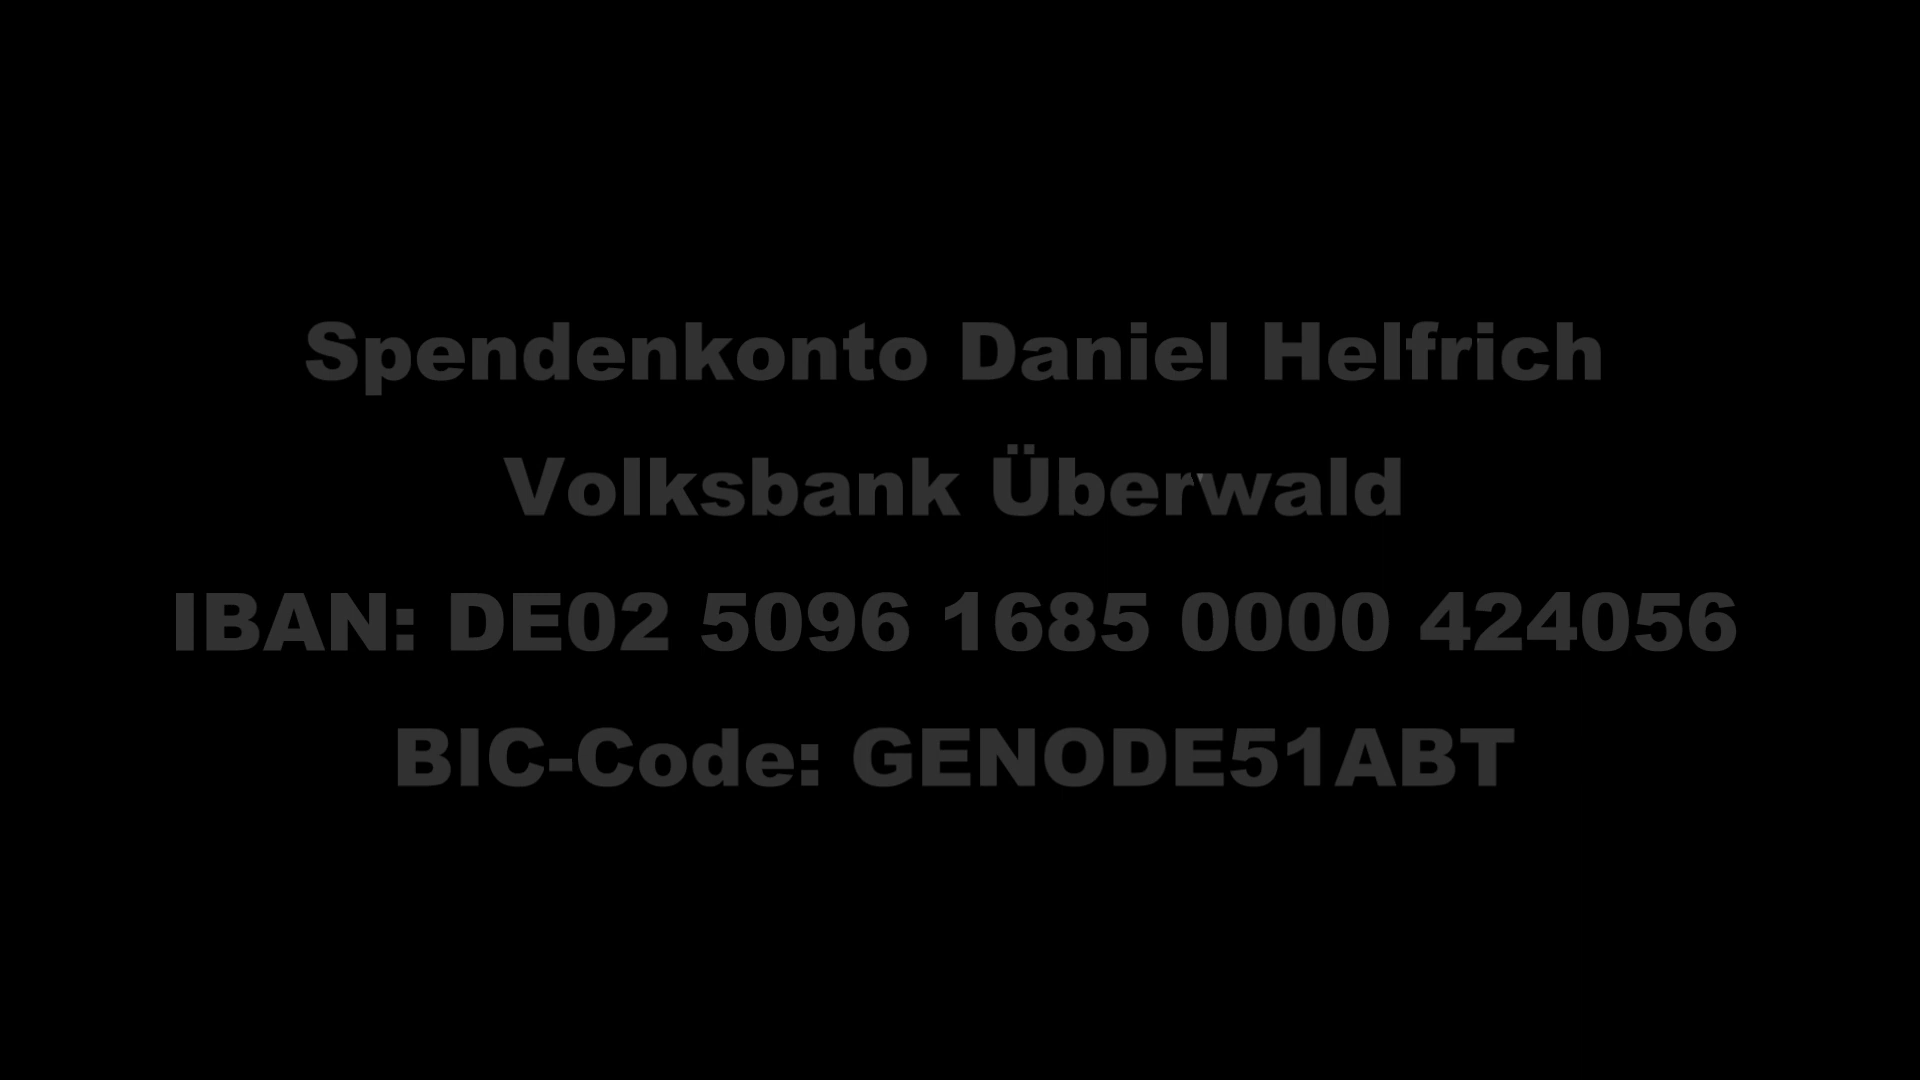 Spendenkonto Daniel Helfrich
Volksbank Überwald
IBAN: DE02 5096 1685 0000 424056
BIC-Code: GENODE51ABT